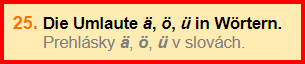 25. Die Umlaute ä, ö, ü in Wörtern.
Prehlásky ä, ö, ü v slovách.